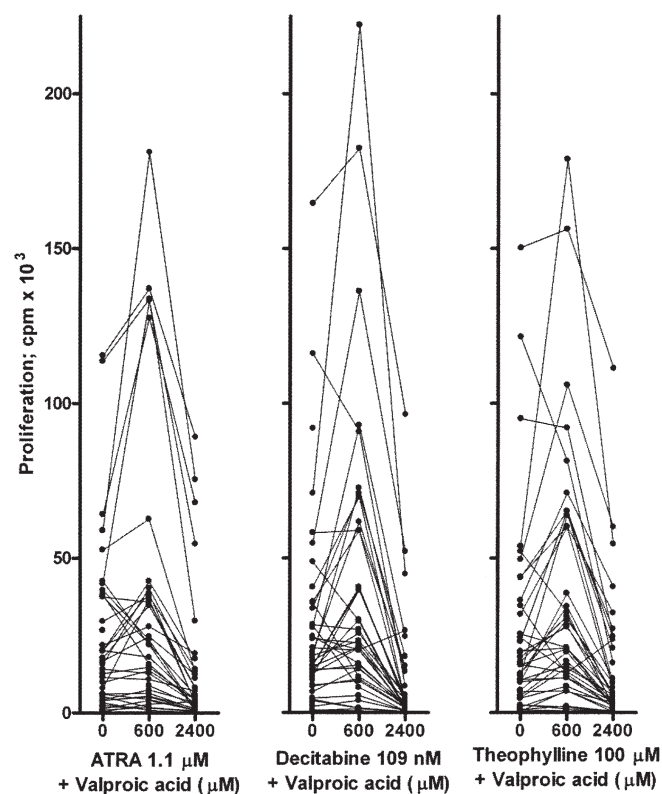 Proliferation; cpm x 10³
200
150
100
50
0
0 600 2400
ATRA 1.1 μM
+ Valproic acid (μM)
0 600 2400
Decitabine 109 nM
+ Valproic acid (μM)
0 600 2400
Theophylline 100 μM
+ Valproic acid (μM)